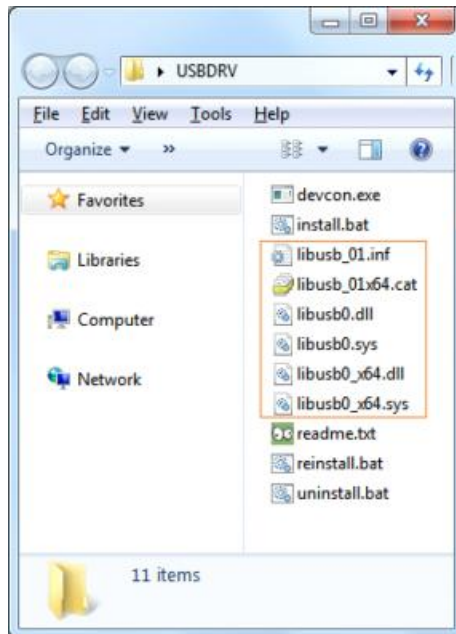 USBDRV
File Edit View Tools Help
Organize »
Favorites
Libraries
Computer
Network
devcon.exe
install.bat
libusb_01.inf
libusb_01x64.cat
libusb0.dll
libusb0.sys
libusb0_x64.dll
libusb0_x64.sys
readme.txt
reinstall.bat
uninstall.bat
11 items